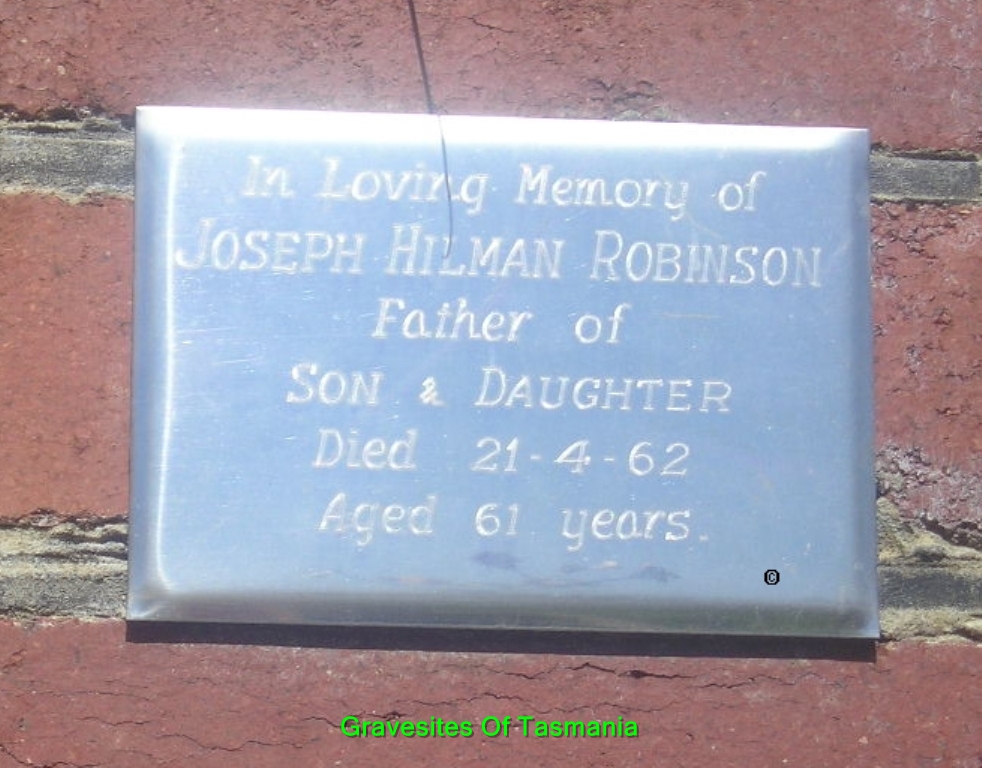 In Loving Memory of
JOSEPH HILMAN ROBINSON
Father of
SON & DAUGHTER
Died 21-4-62
Aged 61 years.
©
Gravesites Of Tasmania